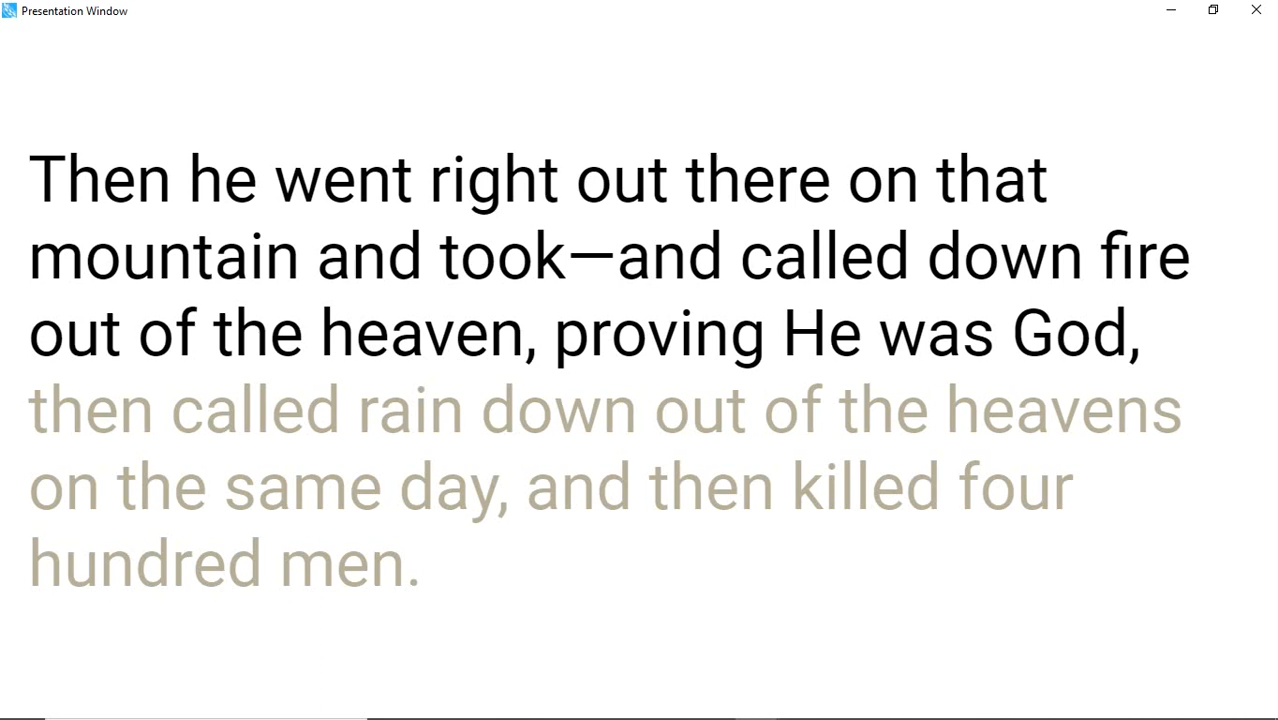 Presentation Window
Then he went right out there on that
mountain and took—and called down fire
out of the heaven, proving He was God,
then called rain down out of the heavens
on the same day, and then killed four
hundred men.